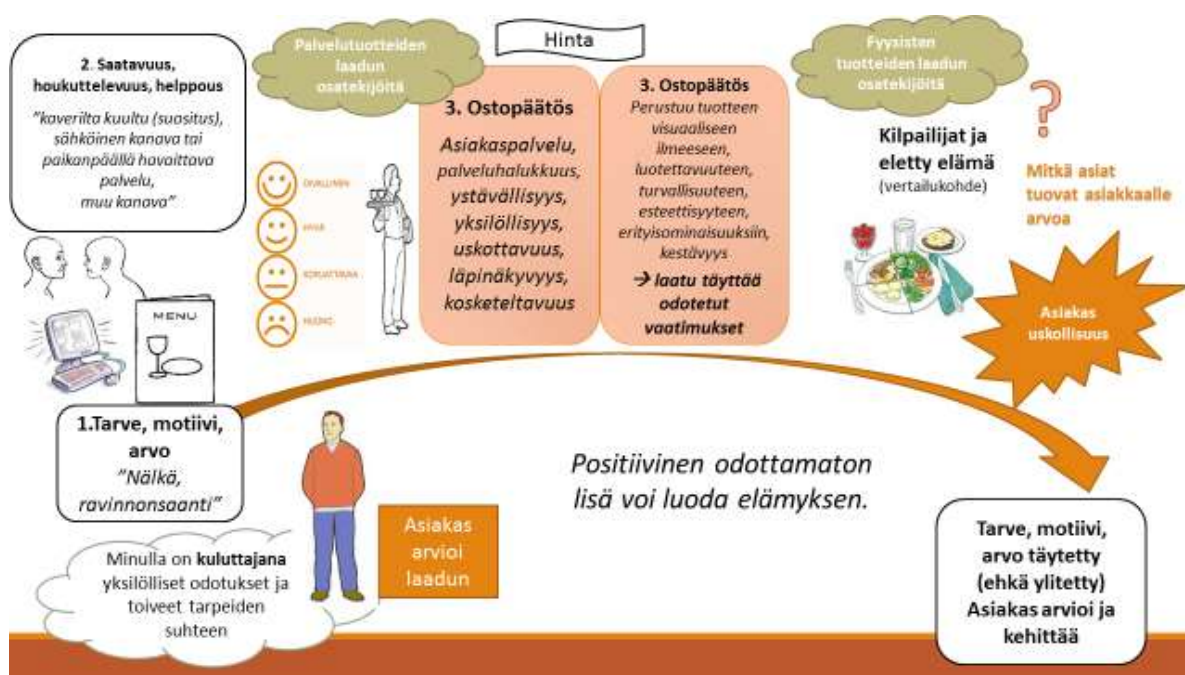 Palvelutuotteiden
laadun
osatekijöitä
Hinta
Fyysisten
tuotteiden laadun
osatekijöitä
2. Saatavuus,
houkuttelevuus, helppous
"kaverilta kuultu (suositus),
sähköinen kanava tai
paikanpäällä havaittava
palvelu,
muu kanava"
3. Ostopäätös
Asiakaspalvelu,
palveluhalukkuus,
ystävällisyys,
yksilöllisyys,
uskottavuus,
läpinäkyvyys,
kosketeltavuus
3. Ostopäätös
Perustuu tuotteen
visuaaliseen
ilmeeseen,
luotettavuuteen,
turvallisuuteen,
esteettisyyteen,
erityisominaisuuksiin,
kestävyys
→ laatu täyttää
odotetut
vaatimukset
Kilpailijat ja
eletty elämä
(vertailukohde)
?
Mitkä asiat
tuovat asiakkaalle
arvoa
Asiakas
uskollisuus
MENU
1.Tarve, motiivi,
arvo
"Nälkä,
ravinnonsaanti"
Minulla on kuluttajana
yksilölliset odotukset ja
toiveet tarpeiden
suhteen
Asiakas
arvioi
laadun
Positiivinen odottamaton
lisä voi luoda elämyksen.
Tarve, motiivi,
arvo täytetty
(ehkä ylitetty)
Asiakas arvioi ja
kehittää